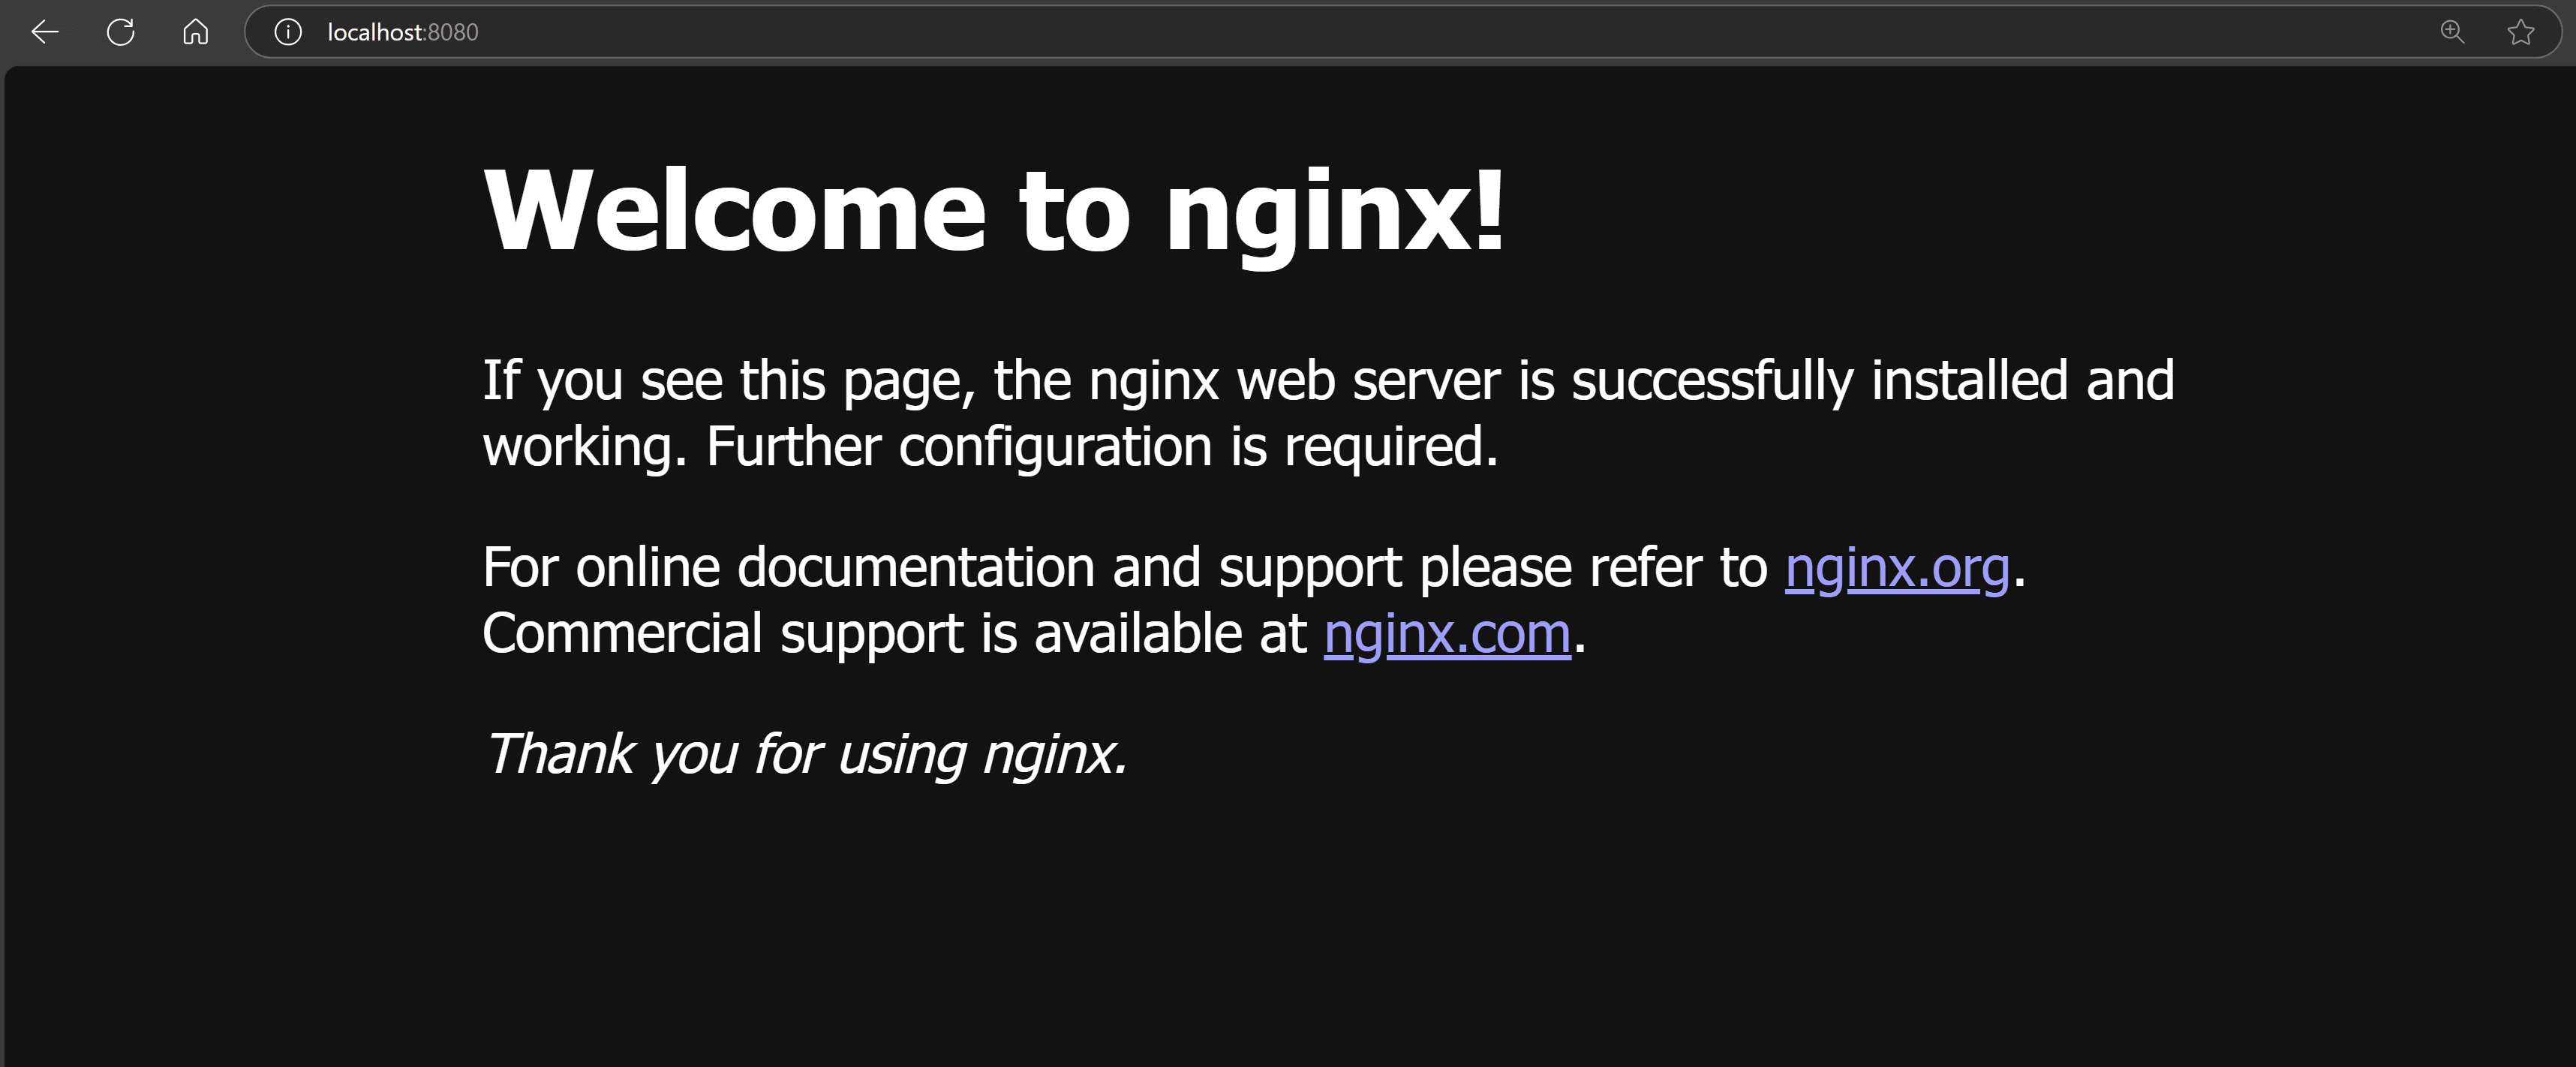 localhost:8080
Welcome to nginx!
If you see this page, the nginx web server is successfully installed and
working. Further configuration is required.
For online documentation and support please refer to nginx.org.
Commercial support is available at nginx.com.
Thank you for using nginx.